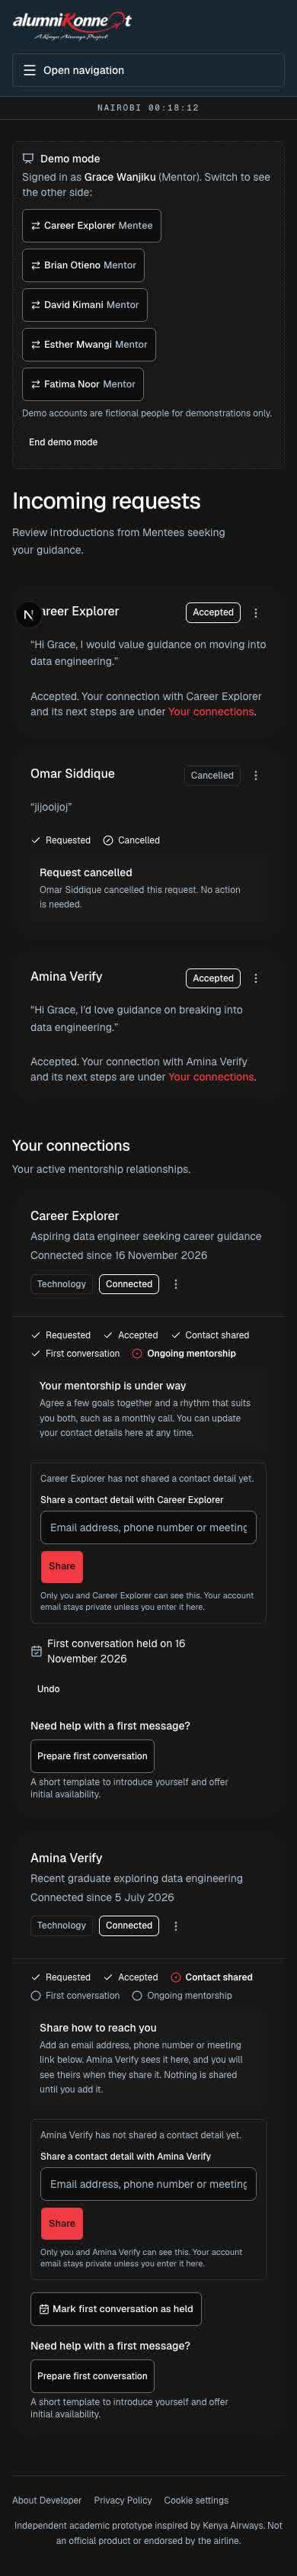 alumniKonnect
A Kenya Airways Project
Open navigation
NAIROBI 00:18:12
Demo mode
Signed in as Grace Wanjiku (Mentor). Switch to see
the other side:
Career Explorer Mentee
Brian Otieno Mentor
David Kimani Mentor
Esther Mwangi Mentor
Fatima Noor Mentor
Demo accounts are fictional people for demonstrations only.
End demo mode
Incoming requests
Review introductions from Mentees seeking
your guidance.
N
areer Explorer
Accepted
“Hi Grace, I would value guidance on moving into
data engineering.”
Accepted. Your connection with Career Explorer
and its next steps are under Your connections.
Omar Siddique
Cancelled
“jijooijoj”
Requested
Cancelled
Request cancelled
Omar Siddique cancelled this request. No action
is needed.
Amina Verify
Accepted
“Hi Grace, I'd love guidance on breaking into
data engineering.”
Accepted. Your connection with Amina Verify
and its next steps are under Your connections.
Your connections
Your active mentorship relationships.
Career Explorer
Aspiring data engineer seeking career guidance
Connected since 16 November 2026
Technology
Connected
Requested
Accepted
Contact shared
First conversation
Ongoing mentorship
Your mentorship is under way
Agree a few goals together and a rhythm that suits
you both, such as a monthly call. You can update
your contact details here at any time.
Career Explorer has not shared a contact detail yet.
Share a contact detail with Career Explorer
Email address, phone number or meeting
Share
Only you and Career Explorer can see this. Your account
email stays private unless you enter it here.
First conversation held on 16
November 2026
Undo
Need help with a first message?
Prepare first conversation
A short template to introduce yourself and offer
initial availability.
Amina Verify
Recent graduate exploring data engineering
Connected since 5 July 2026
Technology
Connected
Requested
Accepted
Contact shared
First conversation
Ongoing mentorship
Share how to reach you
Add an email address, phone number or meeting
link below. Amina Verify sees it here, and you will
see theirs when they share it. Nothing is shared
until you add it.
Amina Verify has not shared a contact detail yet.
Share a contact detail with Amina Verify
Email address, phone number or meeting
Share
Only you and Amina Verify can see this. Your account
email stays private unless you enter it here.
Mark first conversation as held
Need help with a first message?
Prepare first conversation
A short template to introduce yourself and offer
initial availability.
About Developer
Privacy Policy
Cookie settings
Independent academic prototype inspired by Kenya Airways. Not
an official product or endorsed by the airline.